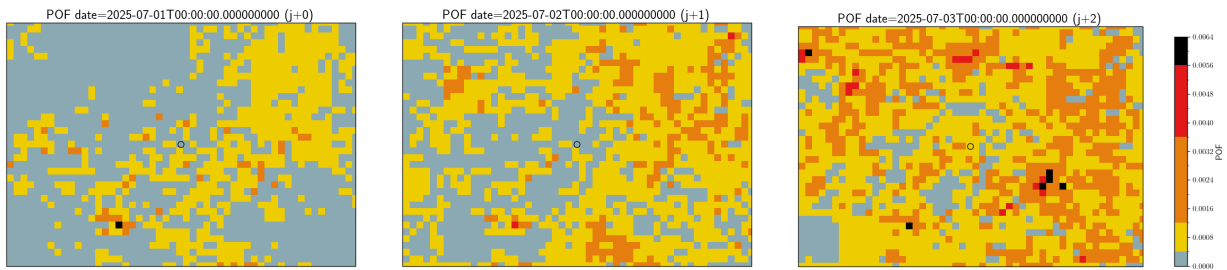 POF date=2025-07-01T00:00:00.000000000 (j+0)
POF date=2025-07-02T00:00:00.000000000 (j+1)
POF date=2025-07-03T00:00:00.000000000 (j+2)
0.0064
0.0056
0.0048
0.0040
0.0032
0.0024
0.0016
0.0008
0.0000
POF